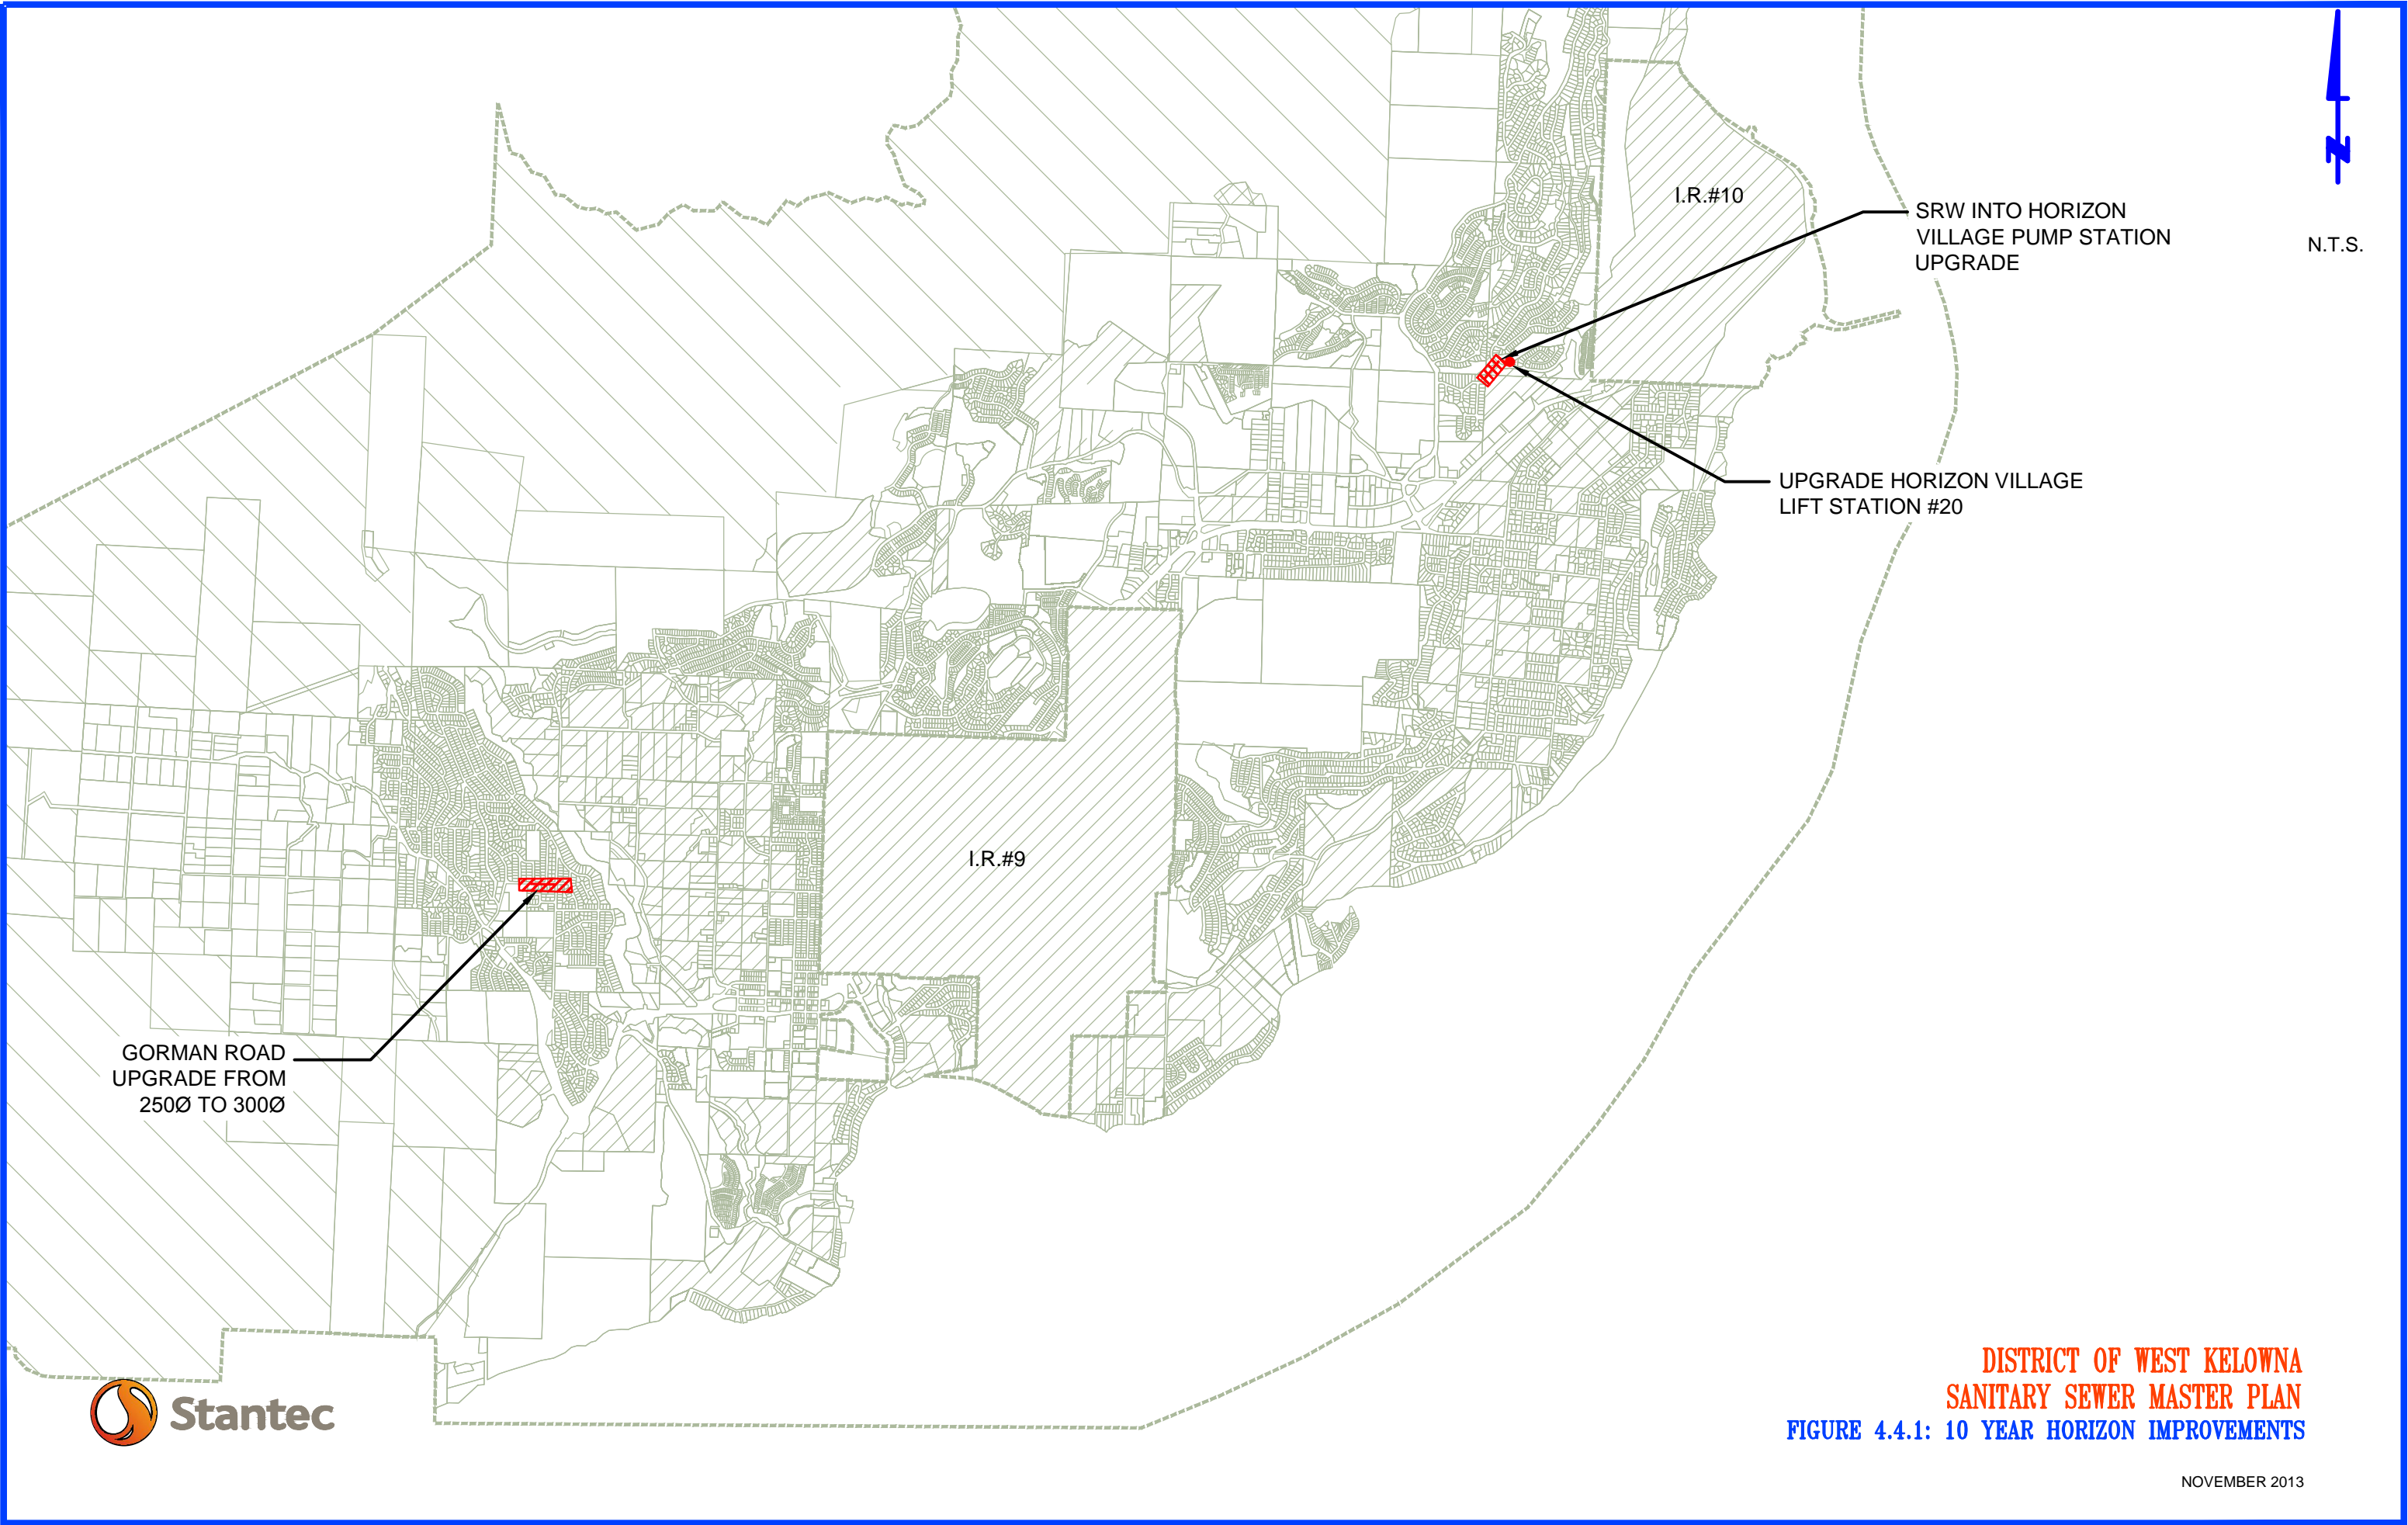 I.R.#10
SRW INTO HORIZON
VILLAGE PUMP STATION
UPGRADE
N
N.T.S.
UPGRADE HORIZON VILLAGE
LIFT STATION #20
I.R.#9
GORMAN ROAD
UPGRADE FROM
250Ø TO 300Ø
Stantec
DISTRICT OF WEST KELOWNA
SANITARY SEWER MASTER PLAN
FIGURE 4.4.1: 10 YEAR HORIZON IMPROVEMENTS
NOVEMBER 2013